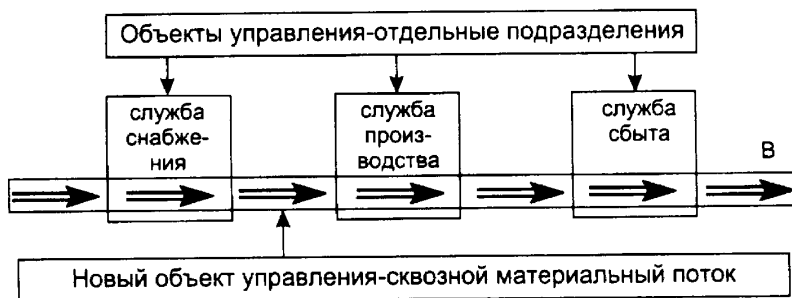 Объекты управления-отдельные подразделения
служба
снабже-
ния
служба
произ-
водства
служба
сбыта
В
Новый объект управления-сквозной материальный поток